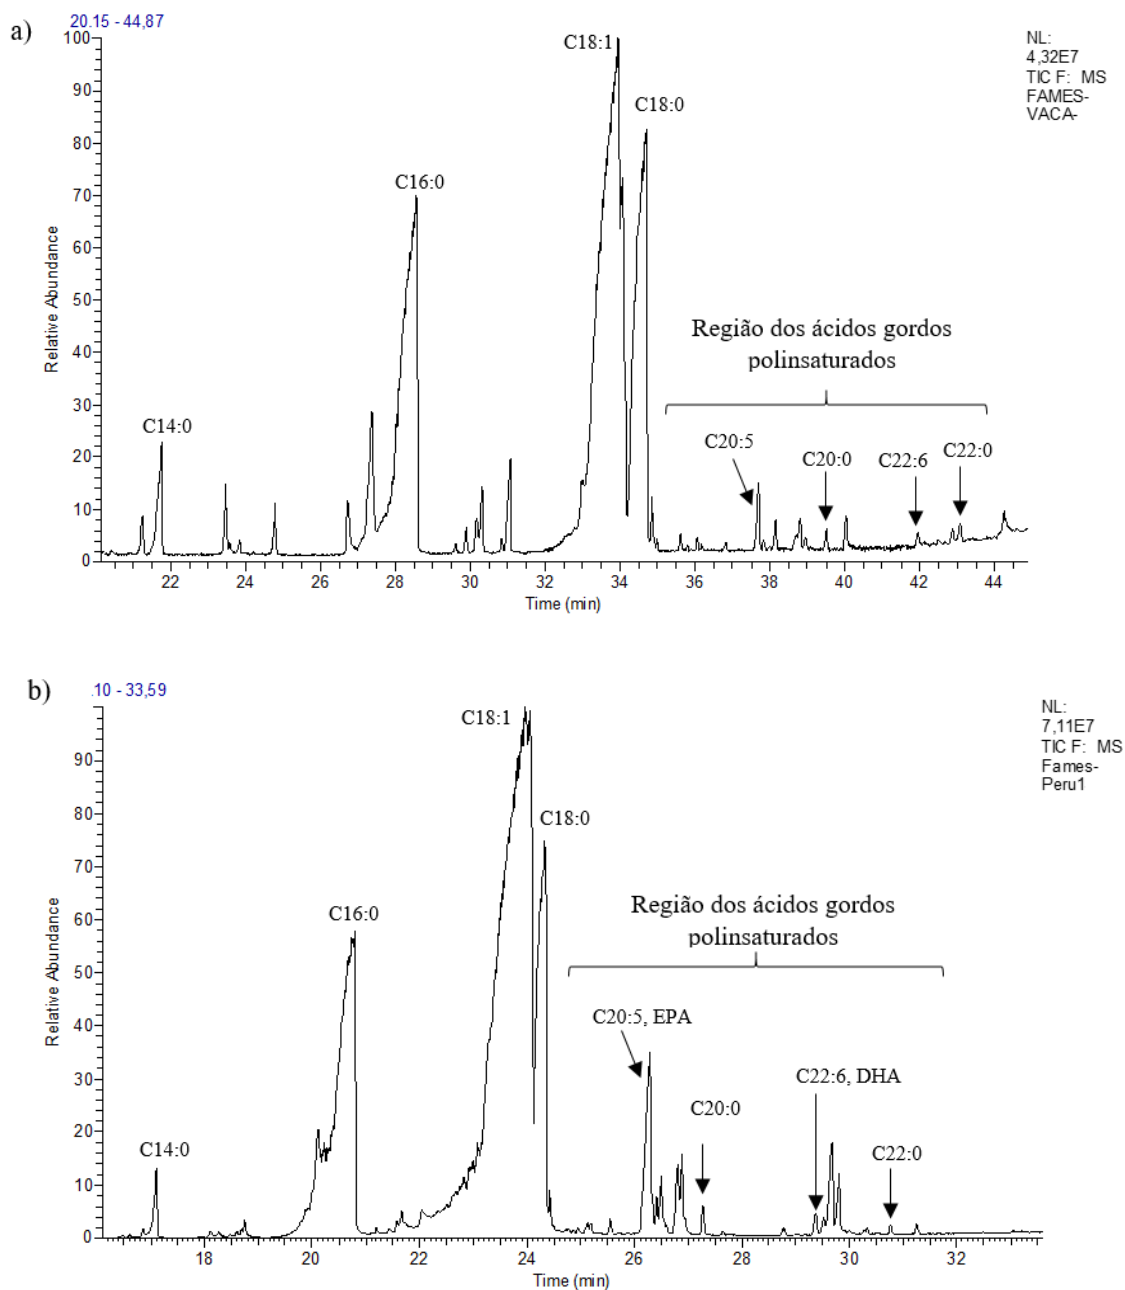 a)
20.15 - 44,87
NL:
4,32E7
TIC F: MS
FAMES-
VACA-
Relative Abundance
100
90
80
70
60
50
40
30
20
10
0
C14:0
C16:0
C18:1
C18:0
Região dos ácidos gordos
polinsaturados
C20:5
C20:0
C22:6
C22:0
22 24 26 28 30 32 34 36 38 40 42 44
Time (min)
b)
.10 - 33,59
NL:
7,11E7
TIC F: MS
Fames-
Peru1
Relative Abundance
90
80
70
60
50
40
30
20
10
0
C14:0
C16:0
C18:1
C18:0
Região dos ácidos gordos
polinsaturados
C20:5, EPA
C20:0
C22:6, DHA
C22:0
18 20 22 24 26 28 30 32
Time (min)